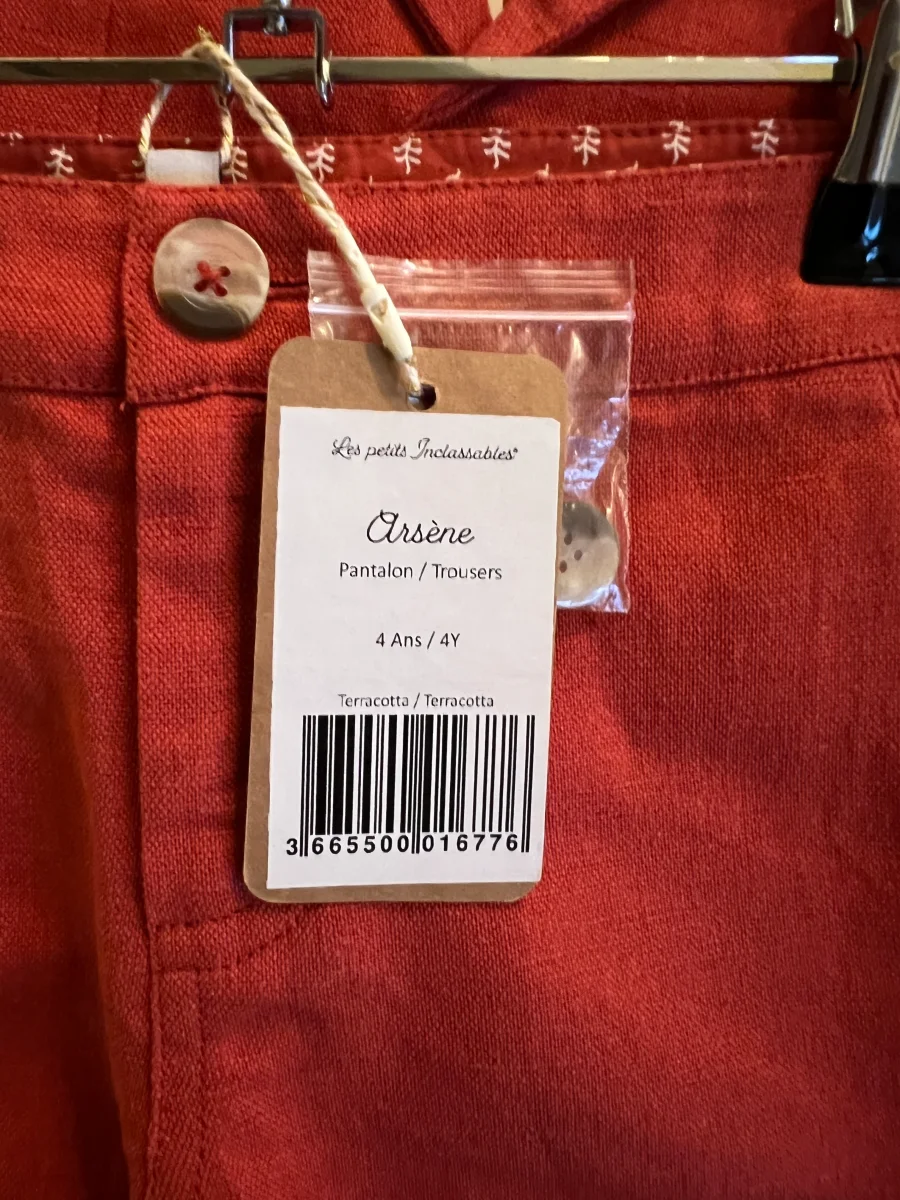 Les petits Inclassables®
Arsène
Pantalon / Trousers
4 Ans / 4Y
Terracotta / Terracotta
3 665500 016776